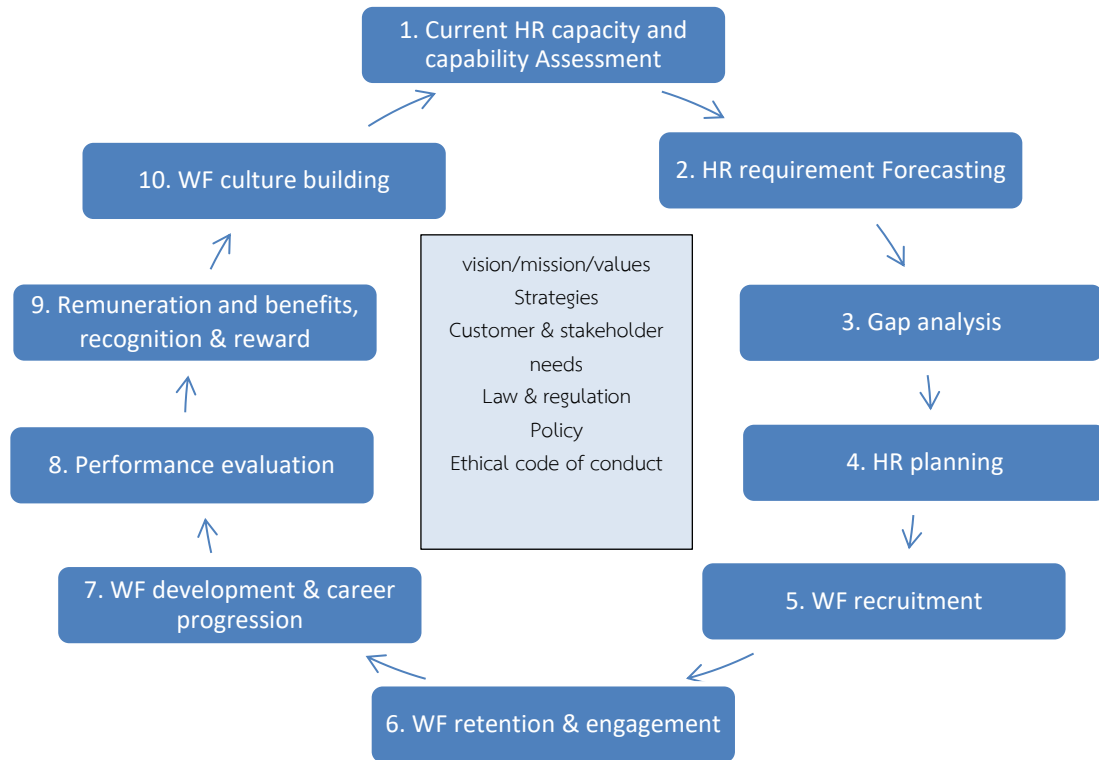 1. Current HR capacity and
capability Assessment
2. HR requirement Forecasting
3. Gap analysis
4. HR planning
5. WF recruitment
6. WF retention & engagement
7. WF development & career
progression
8. Performance evaluation
9. Remuneration and benefits,
recognition & reward
10. WF culture building
vision/mission/values
Strategies
Customer & stakeholder
needs
Law & regulation
Policy
Ethical code of conduct